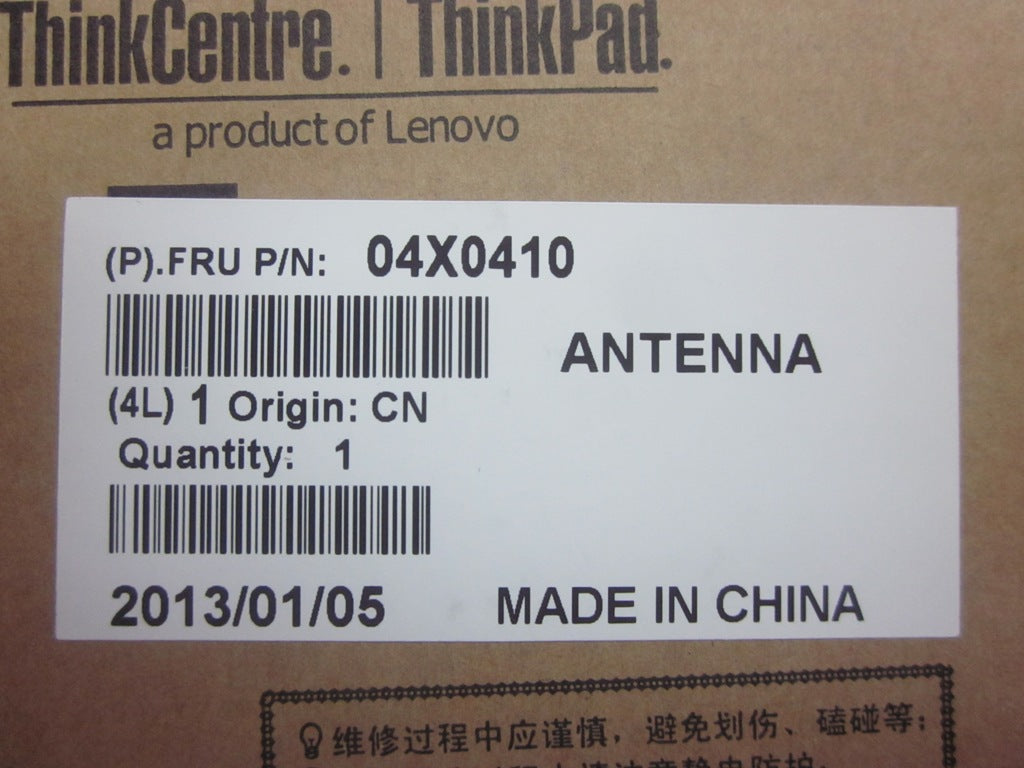 ThinkCentre. | ThinkPad.
a product of Lenovo
(P).FRU P/N: 04X0410
ANTENNA
(4L) 1 Origin: CN
Quantity: 1
2013/01/05 MADE IN CHINA
维修过程中应谨慎，避免划伤、磕碰等；